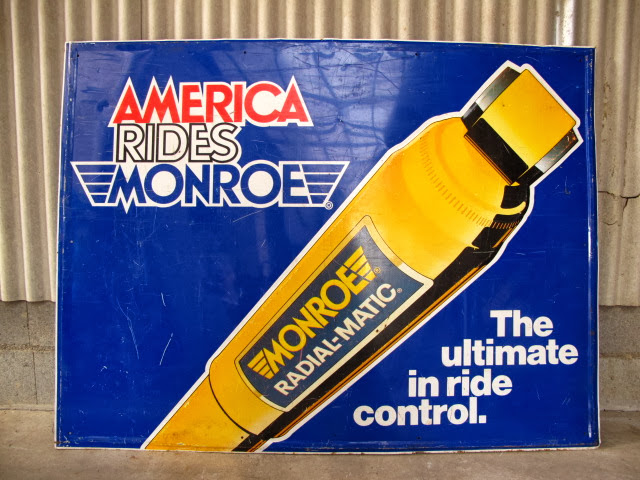 AMERICA
RIDES
MONROE®
MONROE®
RADIAL-MATIC®
The
ultimate
in ride
control.